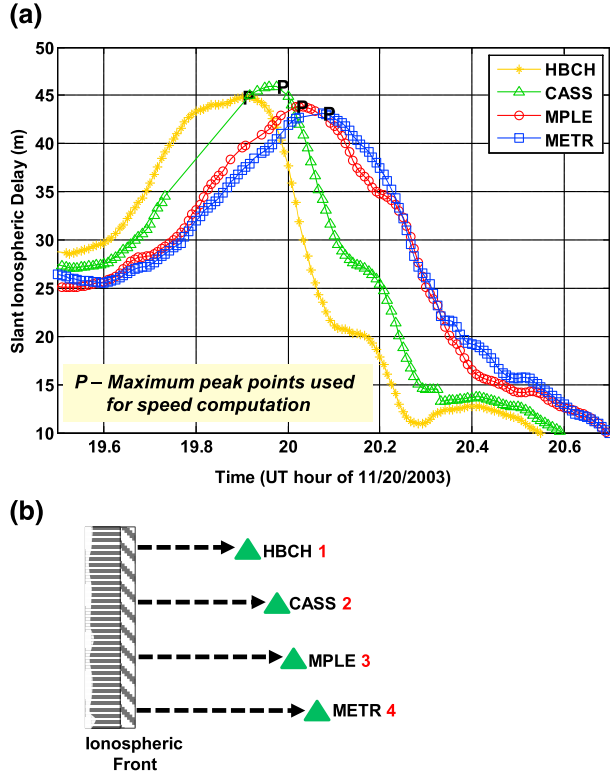 (a)
50
45
40
35
30
25
20
15
10
Slant Ionospheric Delay (m)
HBCH
CASS
MPLE
METR
P
P
P
P
P – Maximum peak points used
for speed computation
19.6
19.8
20
20.2
20.4
20.6
Time (UT hour of 11/20/2003)
(b)
HBCH 1
CASS 2
MPLE 3
METR 4
Ionospheric
Front